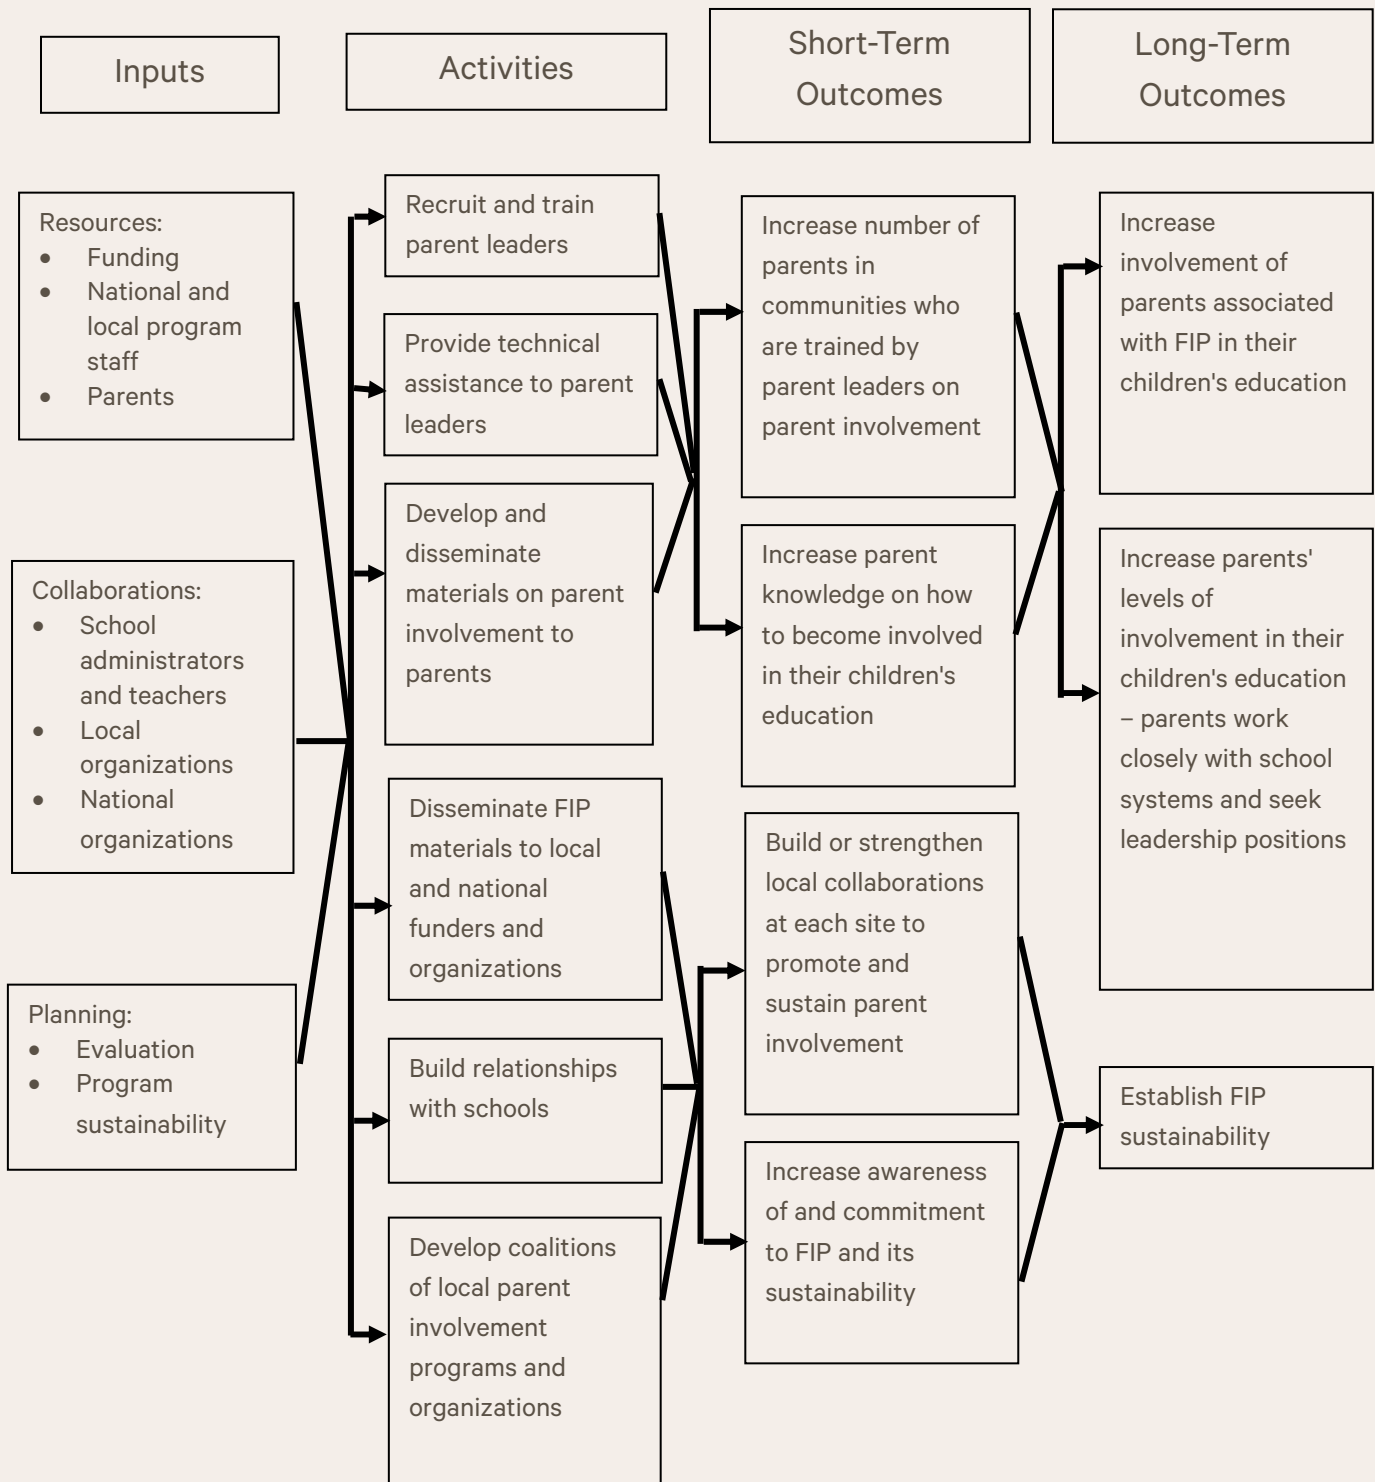 Inputs
Activities
Short-Term
Outcomes
Long-Term
Outcomes
Resources:
• Funding
• National and
local program
staff
• Parents
Collaborations:
• School
administrators
and teachers
• Local
organizations
• National
organizations
Planning:
• Evaluation
• Program
sustainability
Recruit and train
parent leaders
Provide technical
assistance to parent
leaders
Develop and
disseminate
materials on parent
involvement to
parents
Disseminate FIP
materials to local
and national
funders and
organizations
Build relationships
with schools
Develop coalitions
of local parent
involvement
programs and
organizations
Increase number of
parents in
communities who
are trained by
parent leaders on
parent involvement
Increase parent
knowledge on how
to become involved
in their children's
education
Build or strengthen
local collaborations
at each site to
promote and
sustain parent
involvement
Increase awareness
of and commitment
to FIP and its
sustainability
Increase
involvement of
parents associated
with FIP in their
children's education
Increase parents'
levels of
involvement in their
children's education
– parents work
closely with school
systems and seek
leadership positions
Establish FIP
sustainability